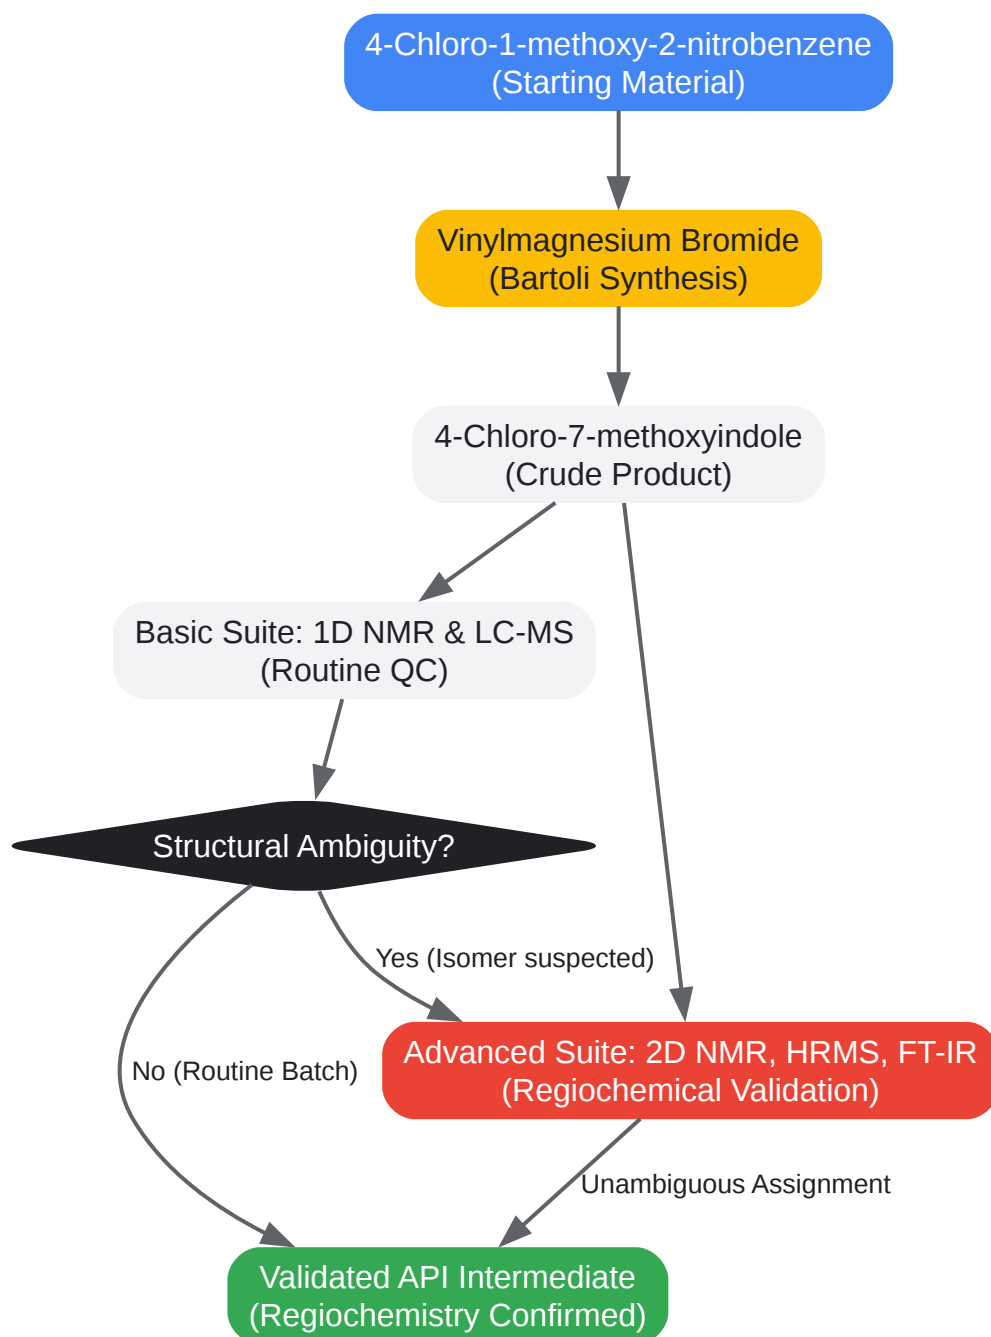 4-Chloro-1-methoxy-2-nitrobenzene
(Starting Material)
Vinylmagnesium Bromide
(Bartoli Synthesis)
4-Chloro-7-methoxyindole
(Crude Product)
Basic Suite: 1D NMR & LC-MS
(Routine QC)
Structural Ambiguity?
Yes (Isomer suspected)
No (Routine Batch)
Advanced Suite: 2D NMR, HRMS, FT-IR
(Regiochemical Validation)
Unambiguous Assignment
Validated API Intermediate
(Regiochemistry Confirmed)